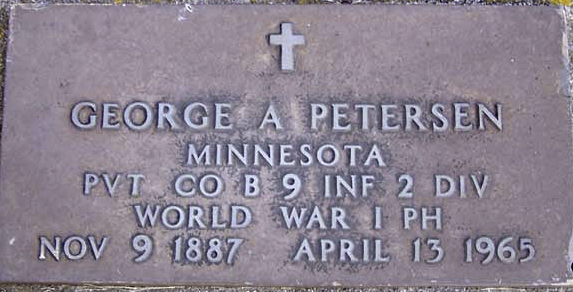 GEORGE A PETERSEN
MINNESOTA
PVT CO B 9 INF 2 DIV
WORLD WAR I PH
NOV 9 1887 APRIL 13 1965